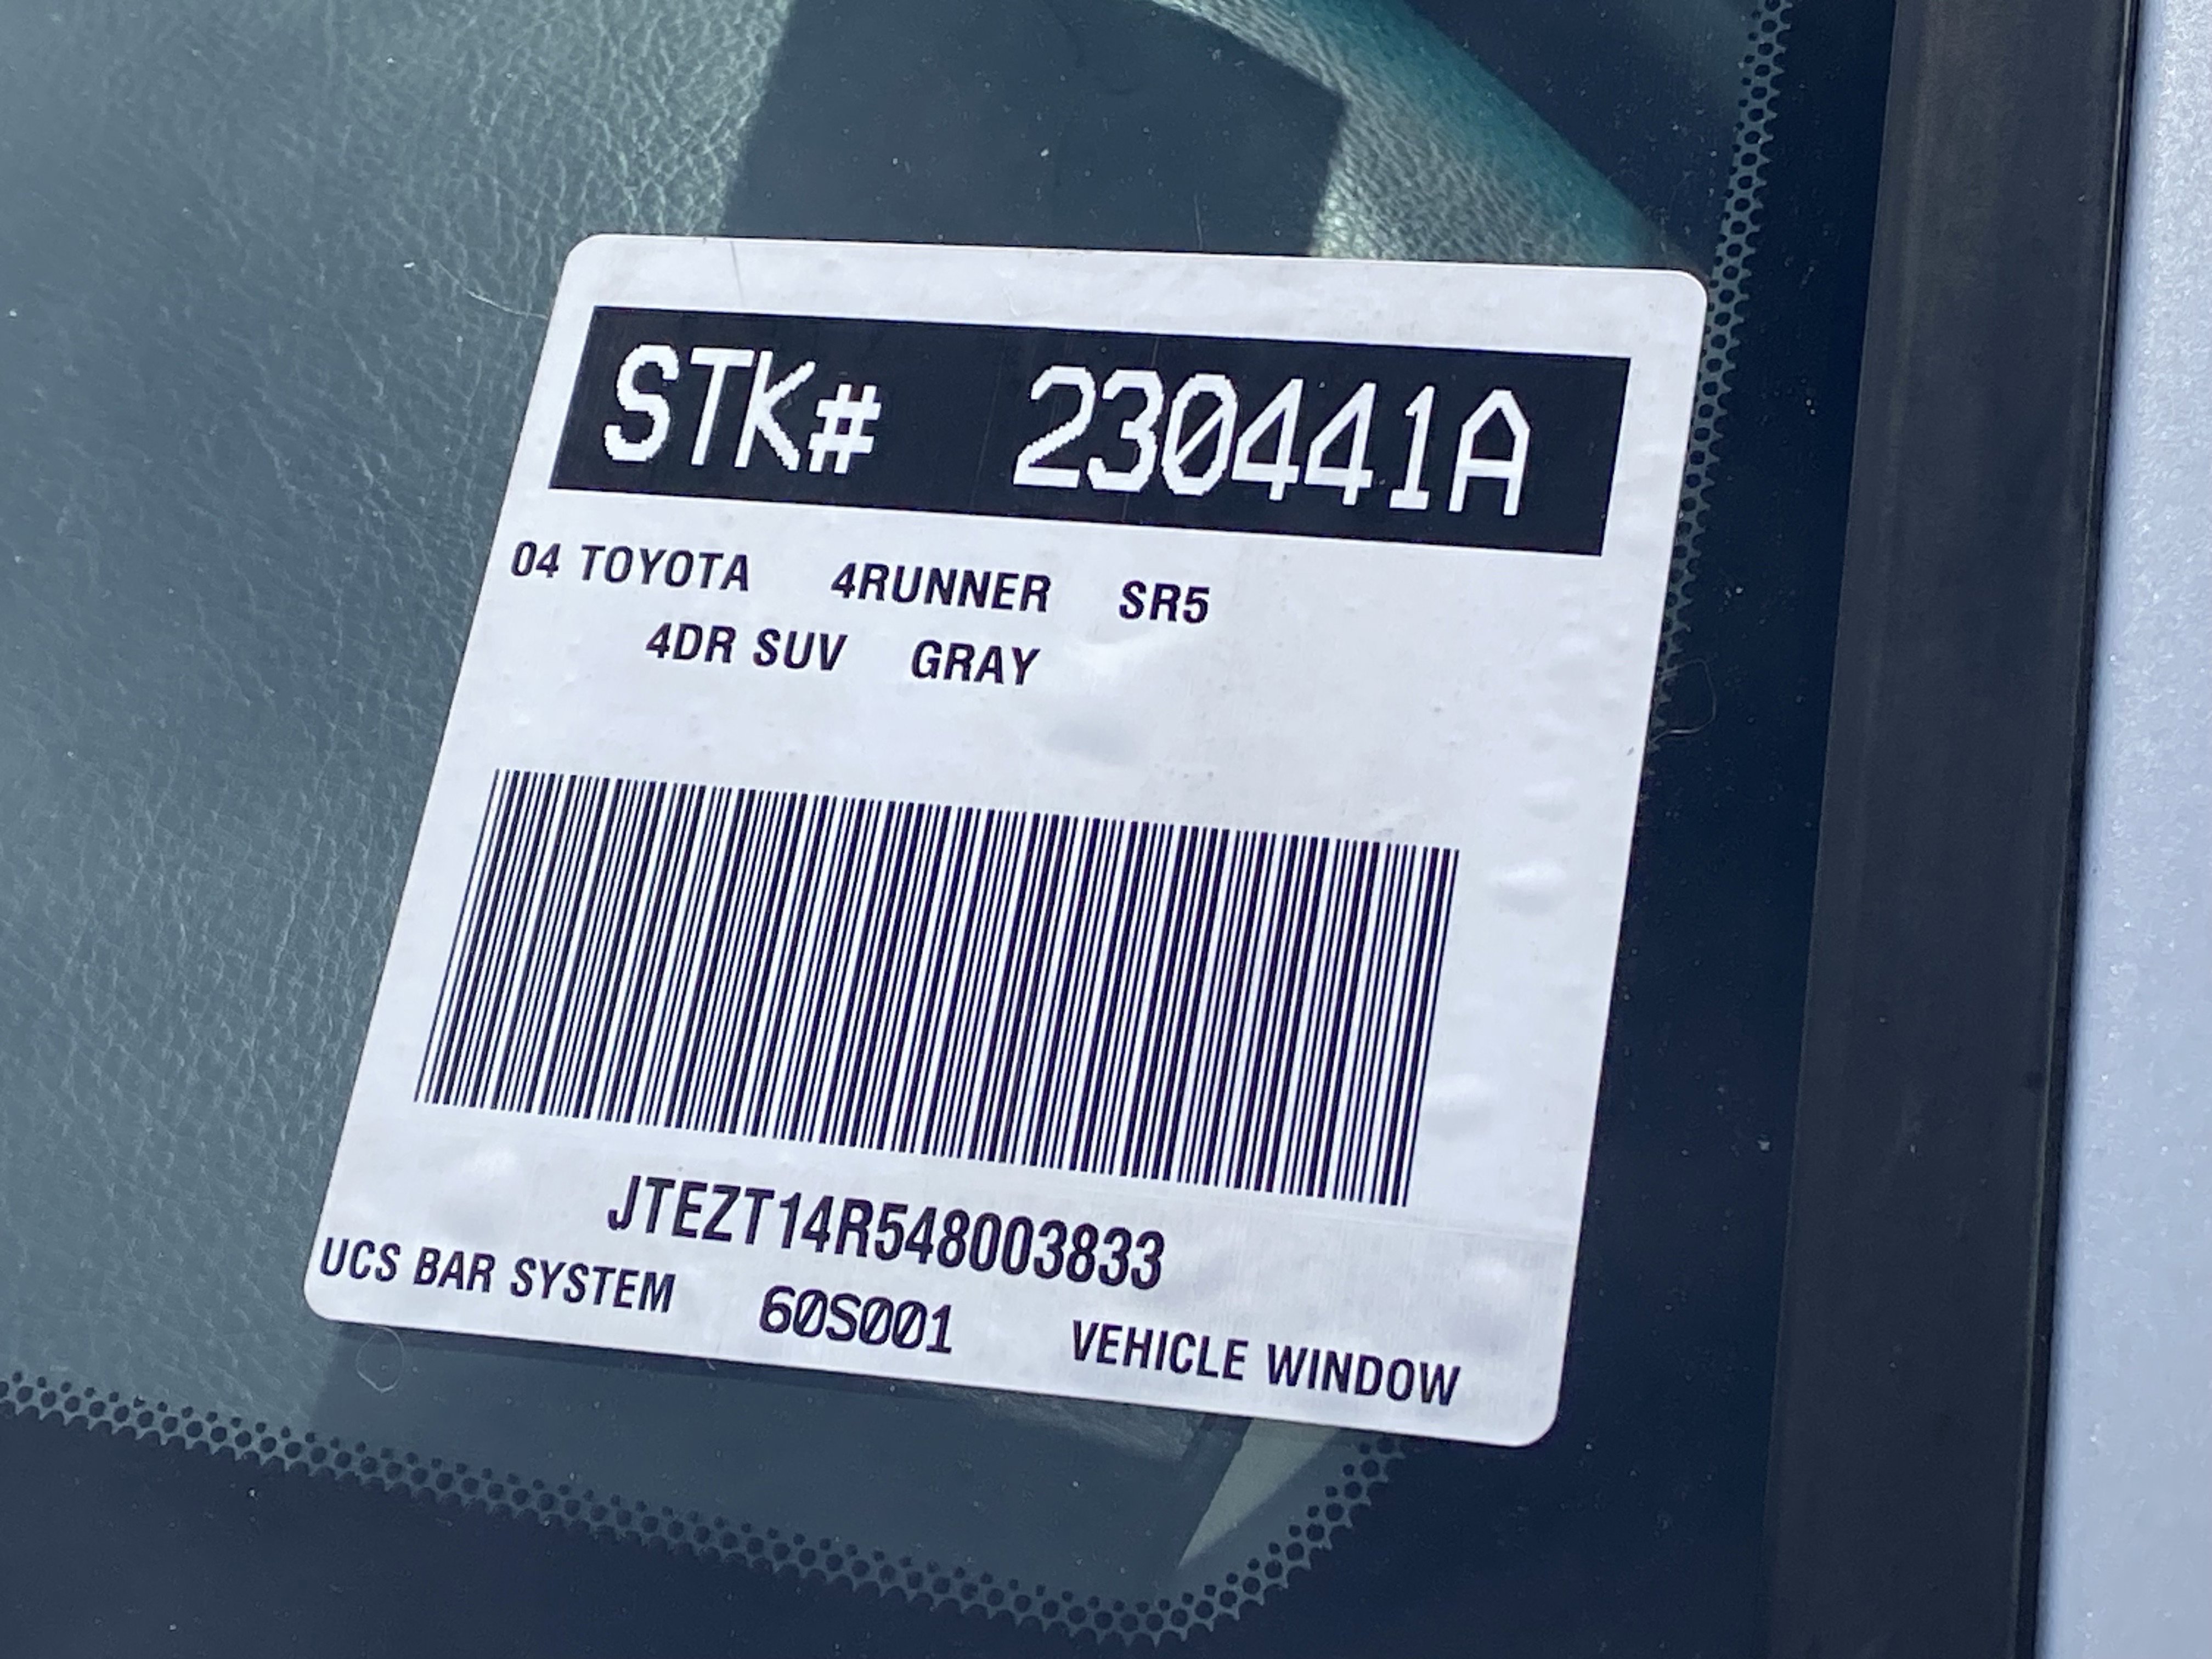 STK# 230441A
04 TOYOTA 4RUNNER SR5
4DR SUV GRAY
JTEZT14R548003833
UCS BAR SYSTEM 60S001 VEHICLE WINDOW